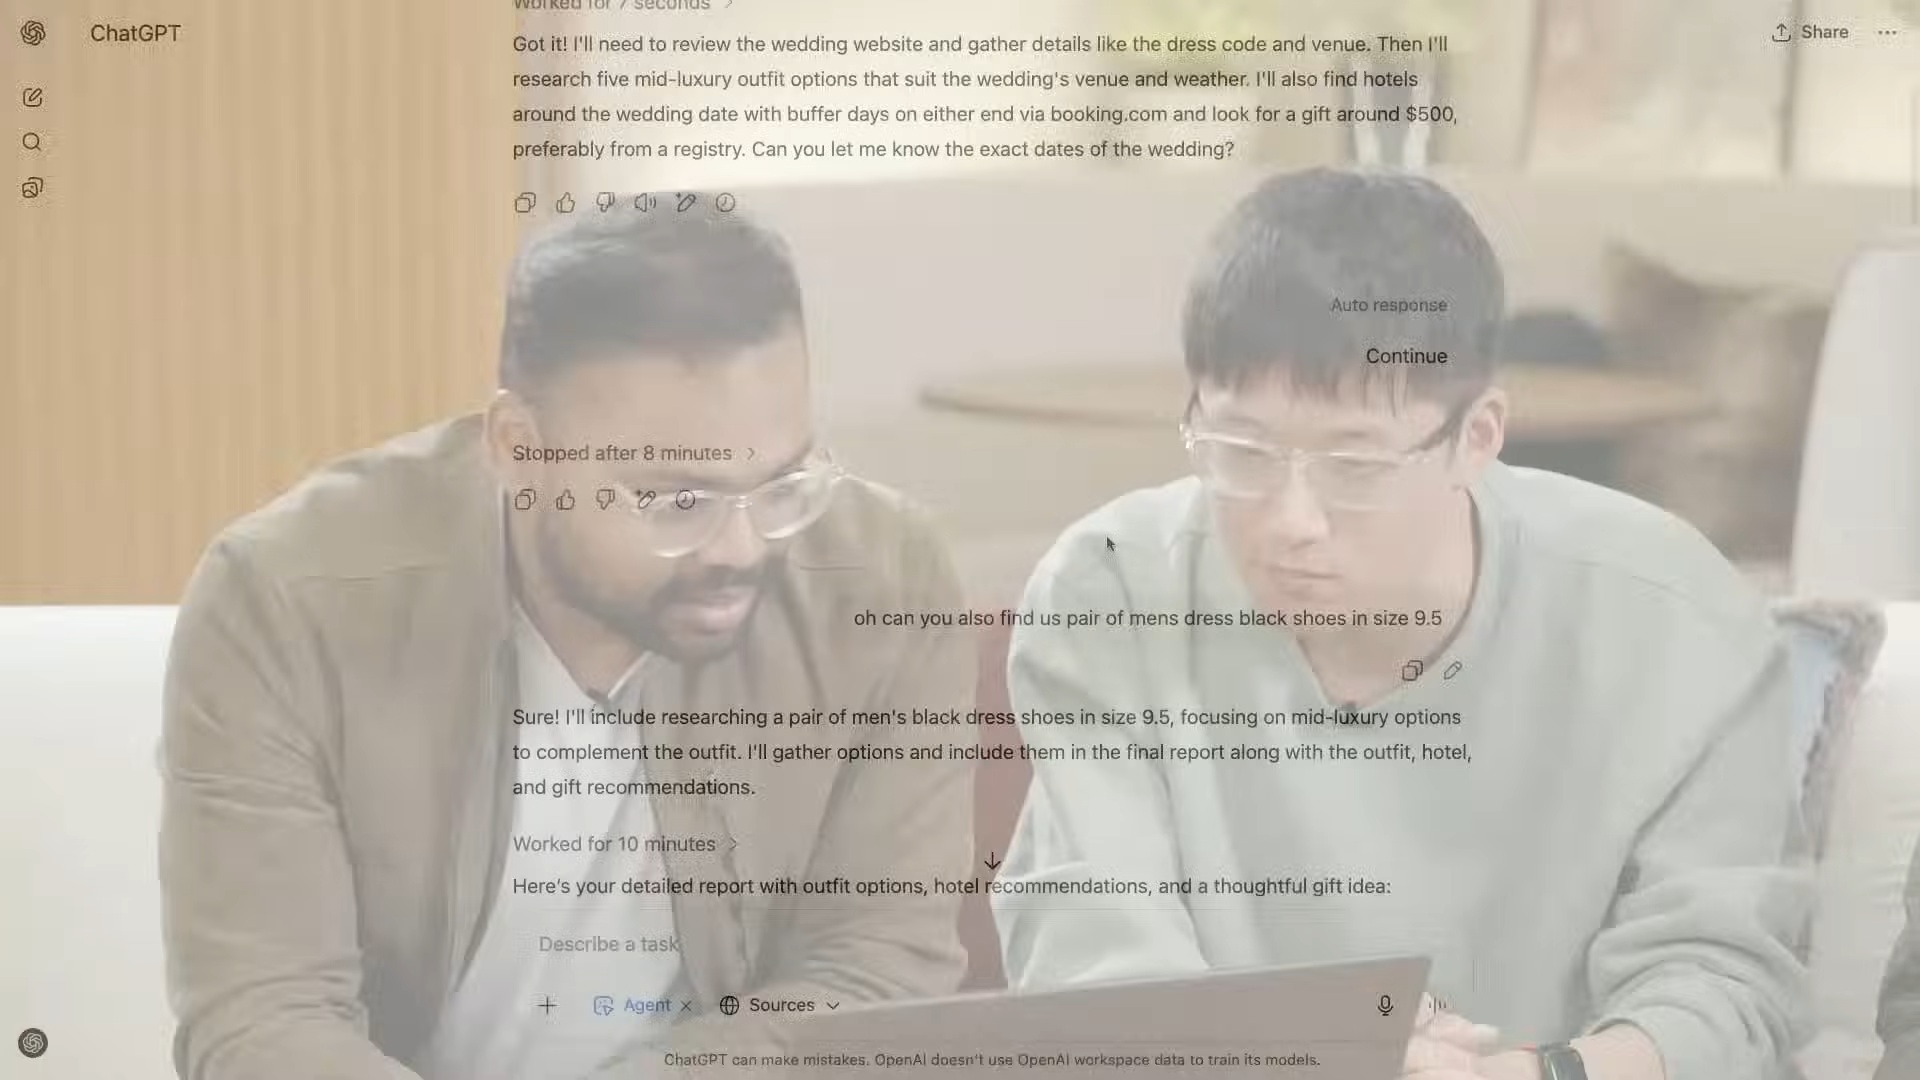 Worked for 7 seconds
ChatGPT
Share
Got it! I'll need to review the wedding website and gather details like the dress code and venue. Then I'll
research five mid-luxury outfit options that suit the wedding's venue and weather. I'll also find hotels
around the wedding date with buffer days on either end via booking.com and look for a gift around $500,
preferably from a registry. Can you let me know the exact dates of the wedding?
Auto response
Continue
Stopped after 8 minutes
oh can you also find us pair of mens dress black shoes in size 9.5
Sure! I'll include researching a pair of men's black dress shoes in size 9.5, focusing on mid-luxury options
to complement the outfit. I'll gather options and include them in the final report along with the outfit, hotel,
and gift recommendations.
Worked for 10 minutes
Here's your detailed report with outfit options, hotel recommendations, and a thoughtful gift idea:
Describe a task
Agent
Sources
ChatGPT can make mistakes. OpenAI doesn't use OpenAI workspace data to train its models.